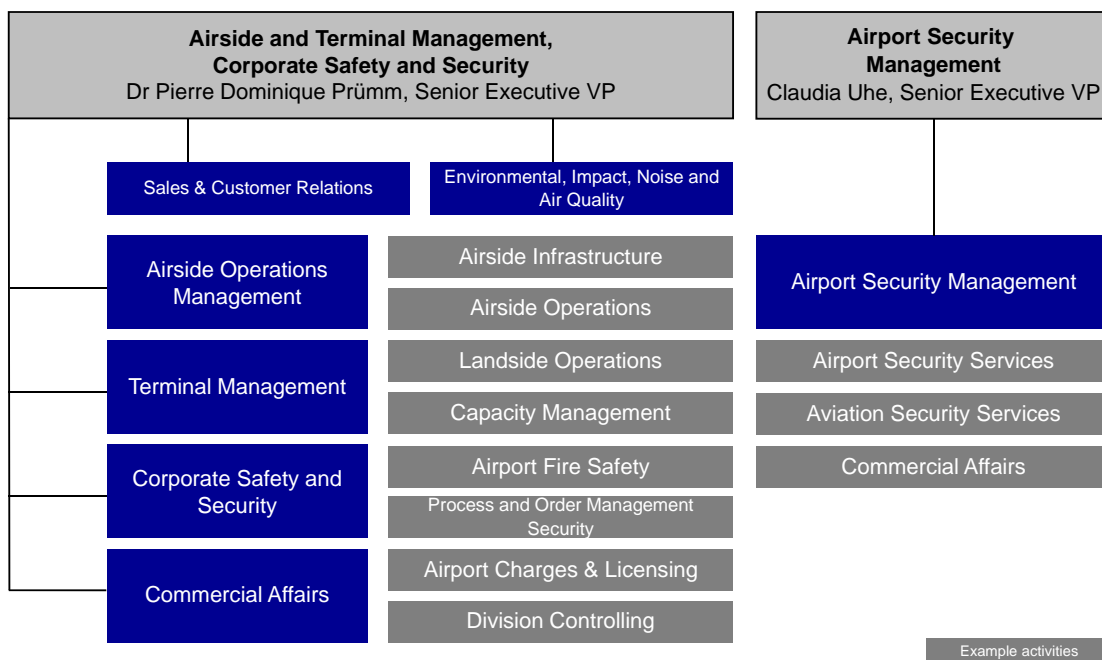 Airside and Terminal Management,
Corporate Safety and Security
Dr Pierre Dominique Prümm, Senior Executive VP
Airport Security
Management
Claudia Uhe, Senior Executive VP
Sales & Customer Relations
Environmental, Impact, Noise and
Air Quality
Airside Operations
Management
Airside Infrastructure
Airside Operations
Terminal Management
Landside Operations
Capacity Management
Corporate Safety and
Security
Airport Fire Safety
Process and Order Management
Security
Commercial Affairs
Airport Charges & Licensing
Division Controlling
Airport Security Management
Airport Security Services
Aviation Security Services
Commercial Affairs
Example activities